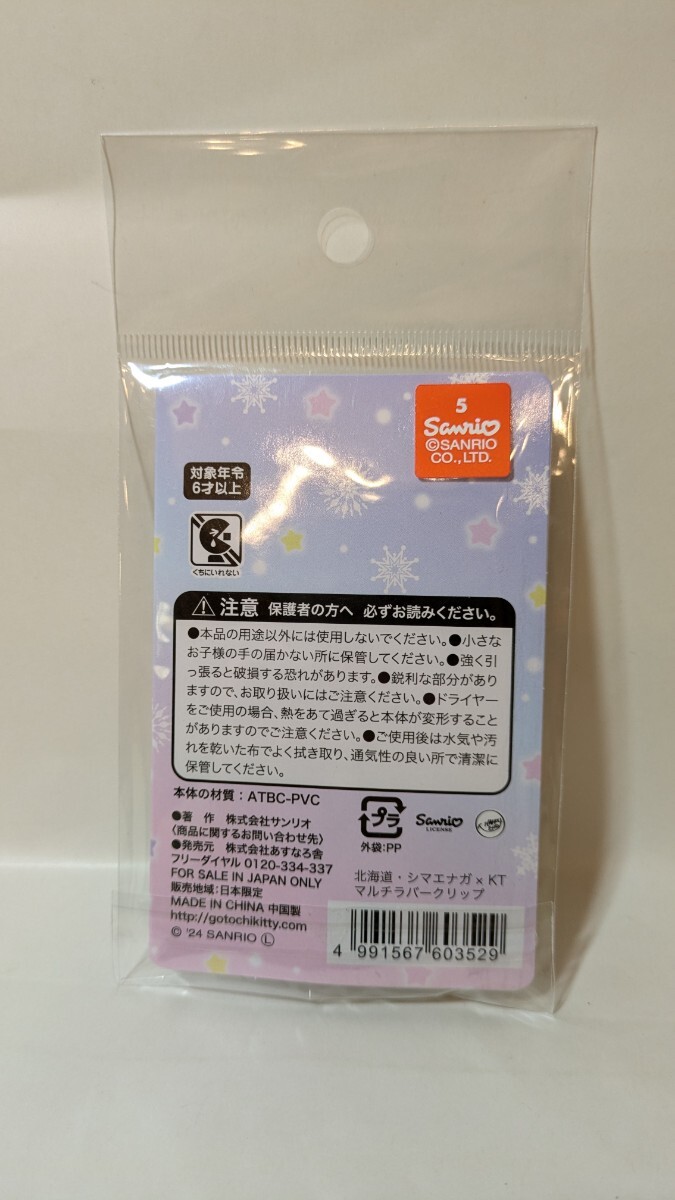 5
Sanrio
©SANRIO
CO.,LTD.
対象年令
6才以上
くちにいれない
注意 保護者の方へ 必ずお読みください。
●本品の用途以外には使用しないでください。●小さな
お子様の手の届かない所に保管してください。●強く引
っ張ると破損する恐れがあります。●鋭利な部分があり
ますので、お取り扱いにはご注意ください。●ドライヤー
をご使用の場合、熱をあて過ぎると本体が変形すること
がありますのでご注意ください。●ご使用後は水気や汚
れを乾いた布でよく拭き取り、通気性の良い所で清潔に
保管してください。
本体の材質：ATBC-PVC
●著 作 株式会社サンリオ
〈商品に関するお問い合わせ先〉
●発売元 株式会社あすなろ舎
フリーダイヤル 0120-334-337
FOR SALE IN JAPAN ONLY
販売地域：日本限定
MADE IN CHINA 中国製
http://gotochikitty.com
© '24 SANRIO Ⓛ
プラ
外袋：PP
Sanrio
LICENSE
北海道・シマエナガ × KT
マルチラバークリップ
4 991567 603529